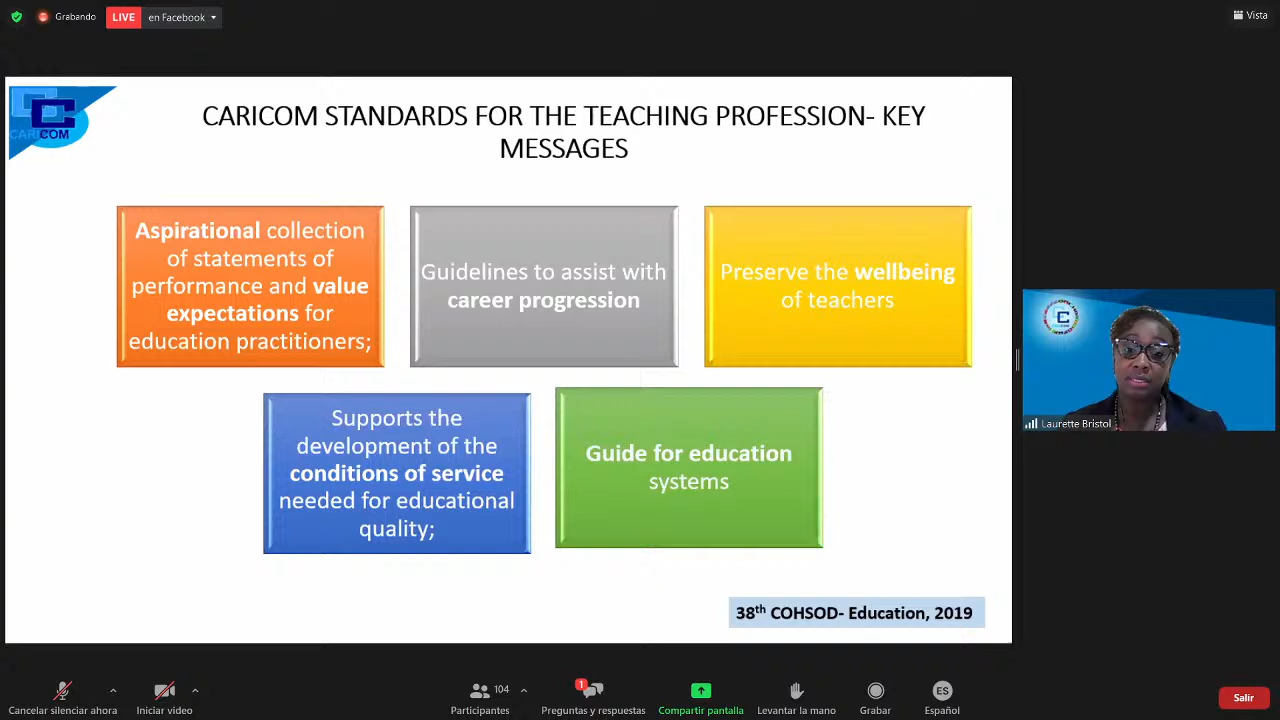 Grabando
LIVE
en Facebook
Vista
CARICOM
CARICOM STANDARDS FOR THE TEACHING PROFESSION- KEY
MESSAGES
Aspirational collection
of statements of
performance and value
expectations for
education practitioners;
Guidelines to assist with
career progression
Preserve the wellbeing
of teachers
Supports the
development of the
conditions of service
needed for educational
quality;
Guide for education
systems
38th COHSOD- Education, 2019
Laurette Bristol
Cancelar silenciar ahora
Iniciar video
104
Participantes
1
Preguntas y respuestas
Compartir pantalla
Levantar la mano
Grabar
ES
Español
Salir